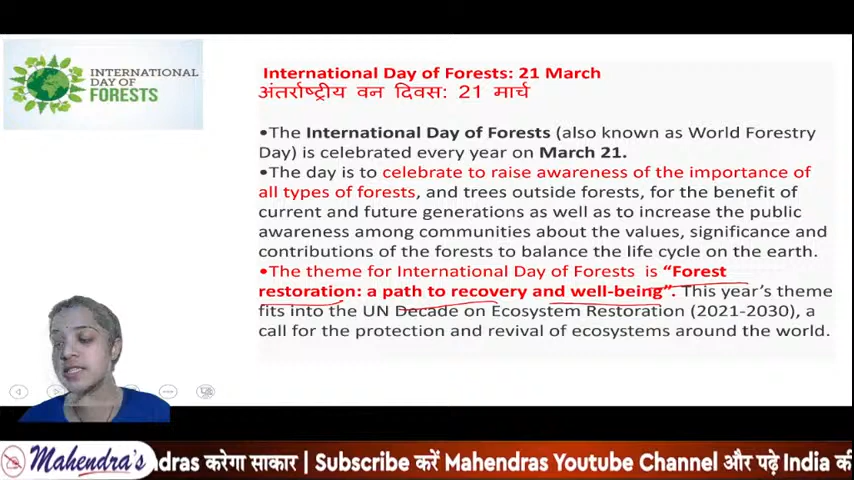 INTERNATIONAL
DAY OF
FORESTS
International Day of Forests: 21 March
अंतर्राष्ट्रीय वन दिवस: 21 मार्च
•The International Day of Forests (also known as World Forestry
Day) is celebrated every year on March 21.
•The day is to celebrate to raise awareness of the importance of
all types of forests, and trees outside forests, for the benefit of
current and future generations as well as to increase the public
awareness among communities about the values, significance and
contributions of the forests to balance the life cycle on the earth.
•The theme for International Day of Forests is “Forest
restoration: a path to recovery and well-being”. This year’s theme
fits into the UN Decade on Ecosystem Restoration (2021-2030), a
call for the protection and revival of ecosystems around the world.
Mahendra's
ndras करेगा साकार | Subscribe करें Mahendras Youtube Channel और पढ़े India की